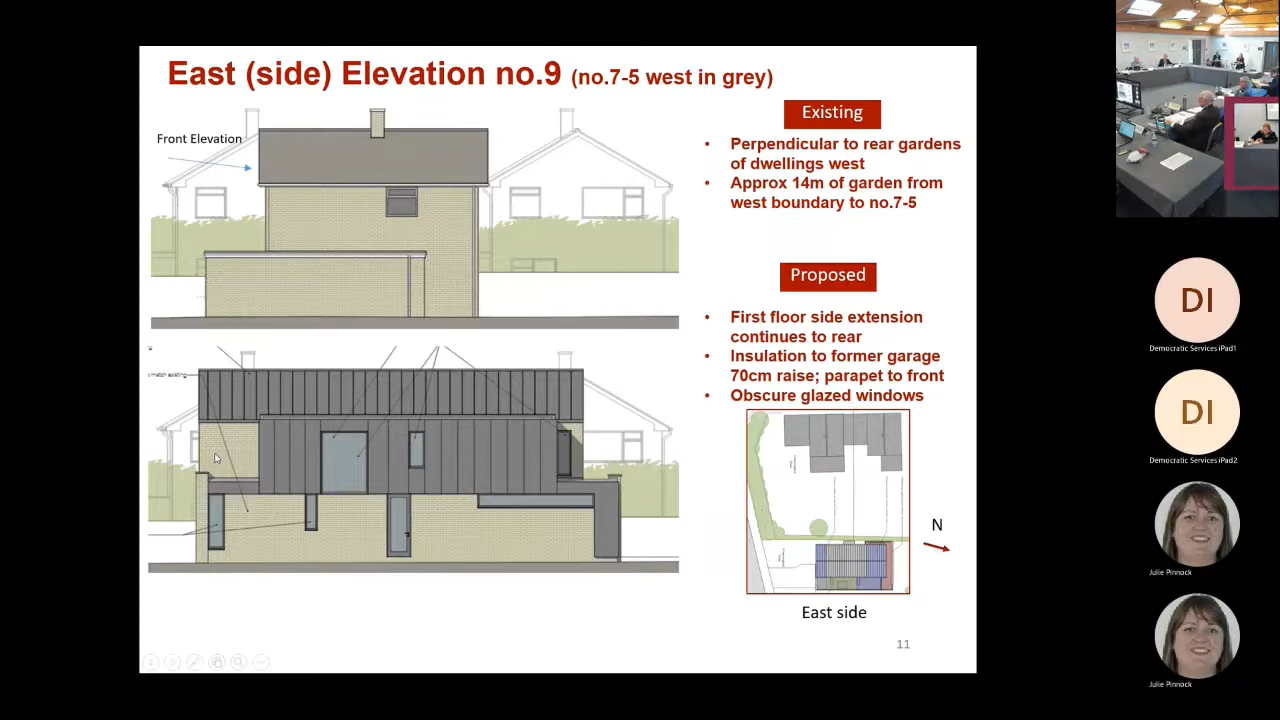 East (side) Elevation no.9 (no.7-5 west in grey)
Front Elevation
Existing
• Perpendicular to rear gardens
of dwellings west
• Approx 14m of garden from
west boundary to no.7-5
Proposed
• First floor side extension
continues to rear
• Insulation to former garage
70cm raise; parapet to front
• Obscure glazed windows
N
East side
11
DI
Democratic Services iPad1
DI
Democratic Services iPad2
Julie Pinnock
Julie Pinnock